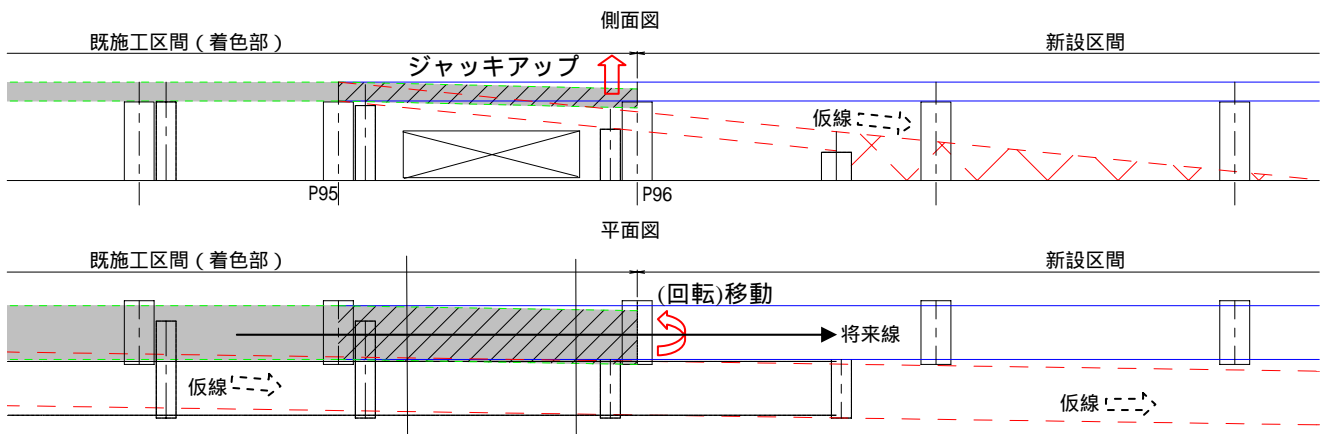 側面図
既施工区間（着色部）
新設区間
ジャッキアップ
仮線
P95
P96
平面図
既施工区間（着色部）
新設区間
(回転)移動
将来線
仮線
仮線